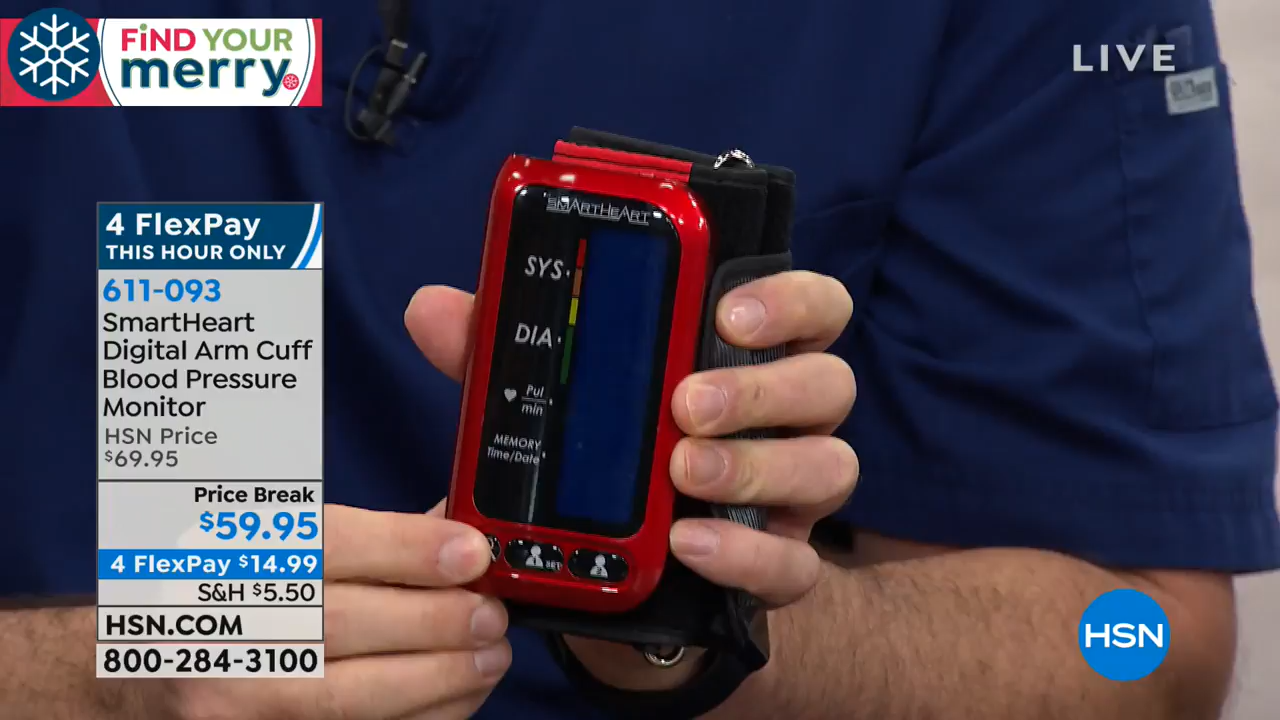 FiND YOUR
merry
LIVE
4 FlexPay
THIS HOUR ONLY
611-093
SmartHeart
Digital Arm Cuff
Blood Pressure
Monitor
HSN Price
$69.95
Price Break
$59.95
4 FlexPay $14.99
S&H $5.50
HSN.COM
800-284-3100
SMARTHEART
SYS
DIA
Pul
min
MEMORY
Time/Date
1 SET
2
HSN